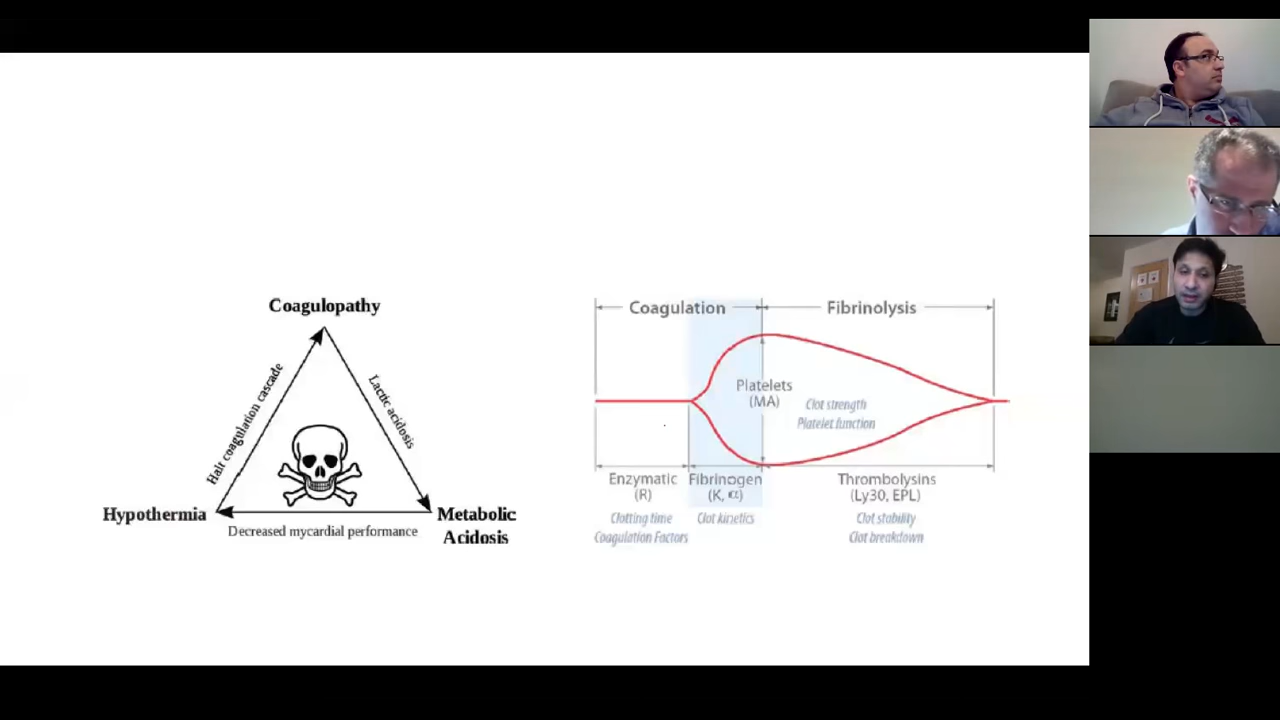 Coagulopathy
Halt coagulation cascade
Lactic acidosis
Hypothermia
Decreased mycardial performance
Metabolic
Acidosis
Coagulation
Fibrinolysis
Platelets
(MA)
Clot strength
Platelet function
Enzymatic
(R)
Clotting time
Coagulation Factors
Fibrinogen
(K, α)
Clot kinetics
Thrombolysins
(Ly30, EPL)
Clot stability
Clot breakdown